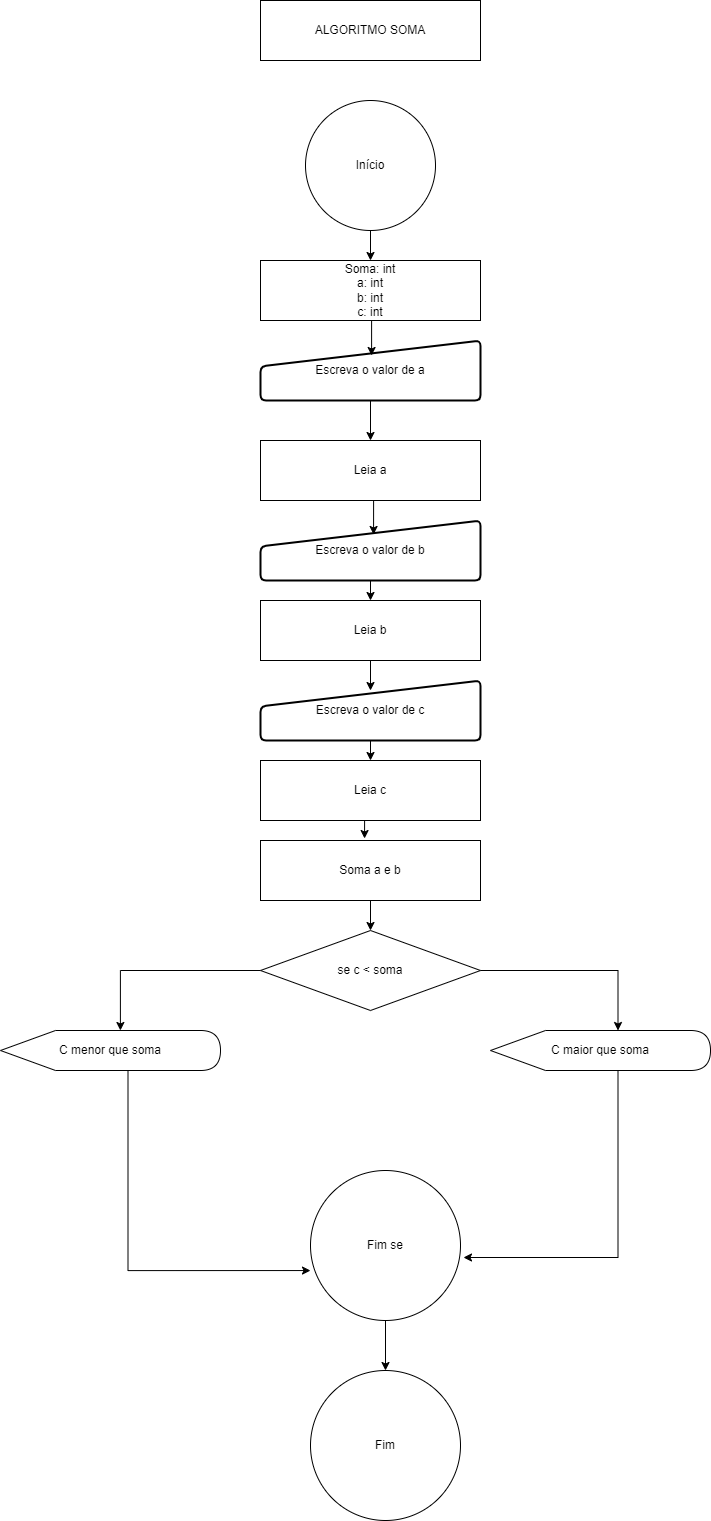 ALGORITMO SOMA
Início
Soma: int
a: int
b: int
c: int
Escreva o valor de a
Leia a
Escreva o valor de b
Leia b
Escreva o valor de c
Leia c
Soma a e b
se c < soma
C menor que soma
C maior que soma
Fim se
Fim